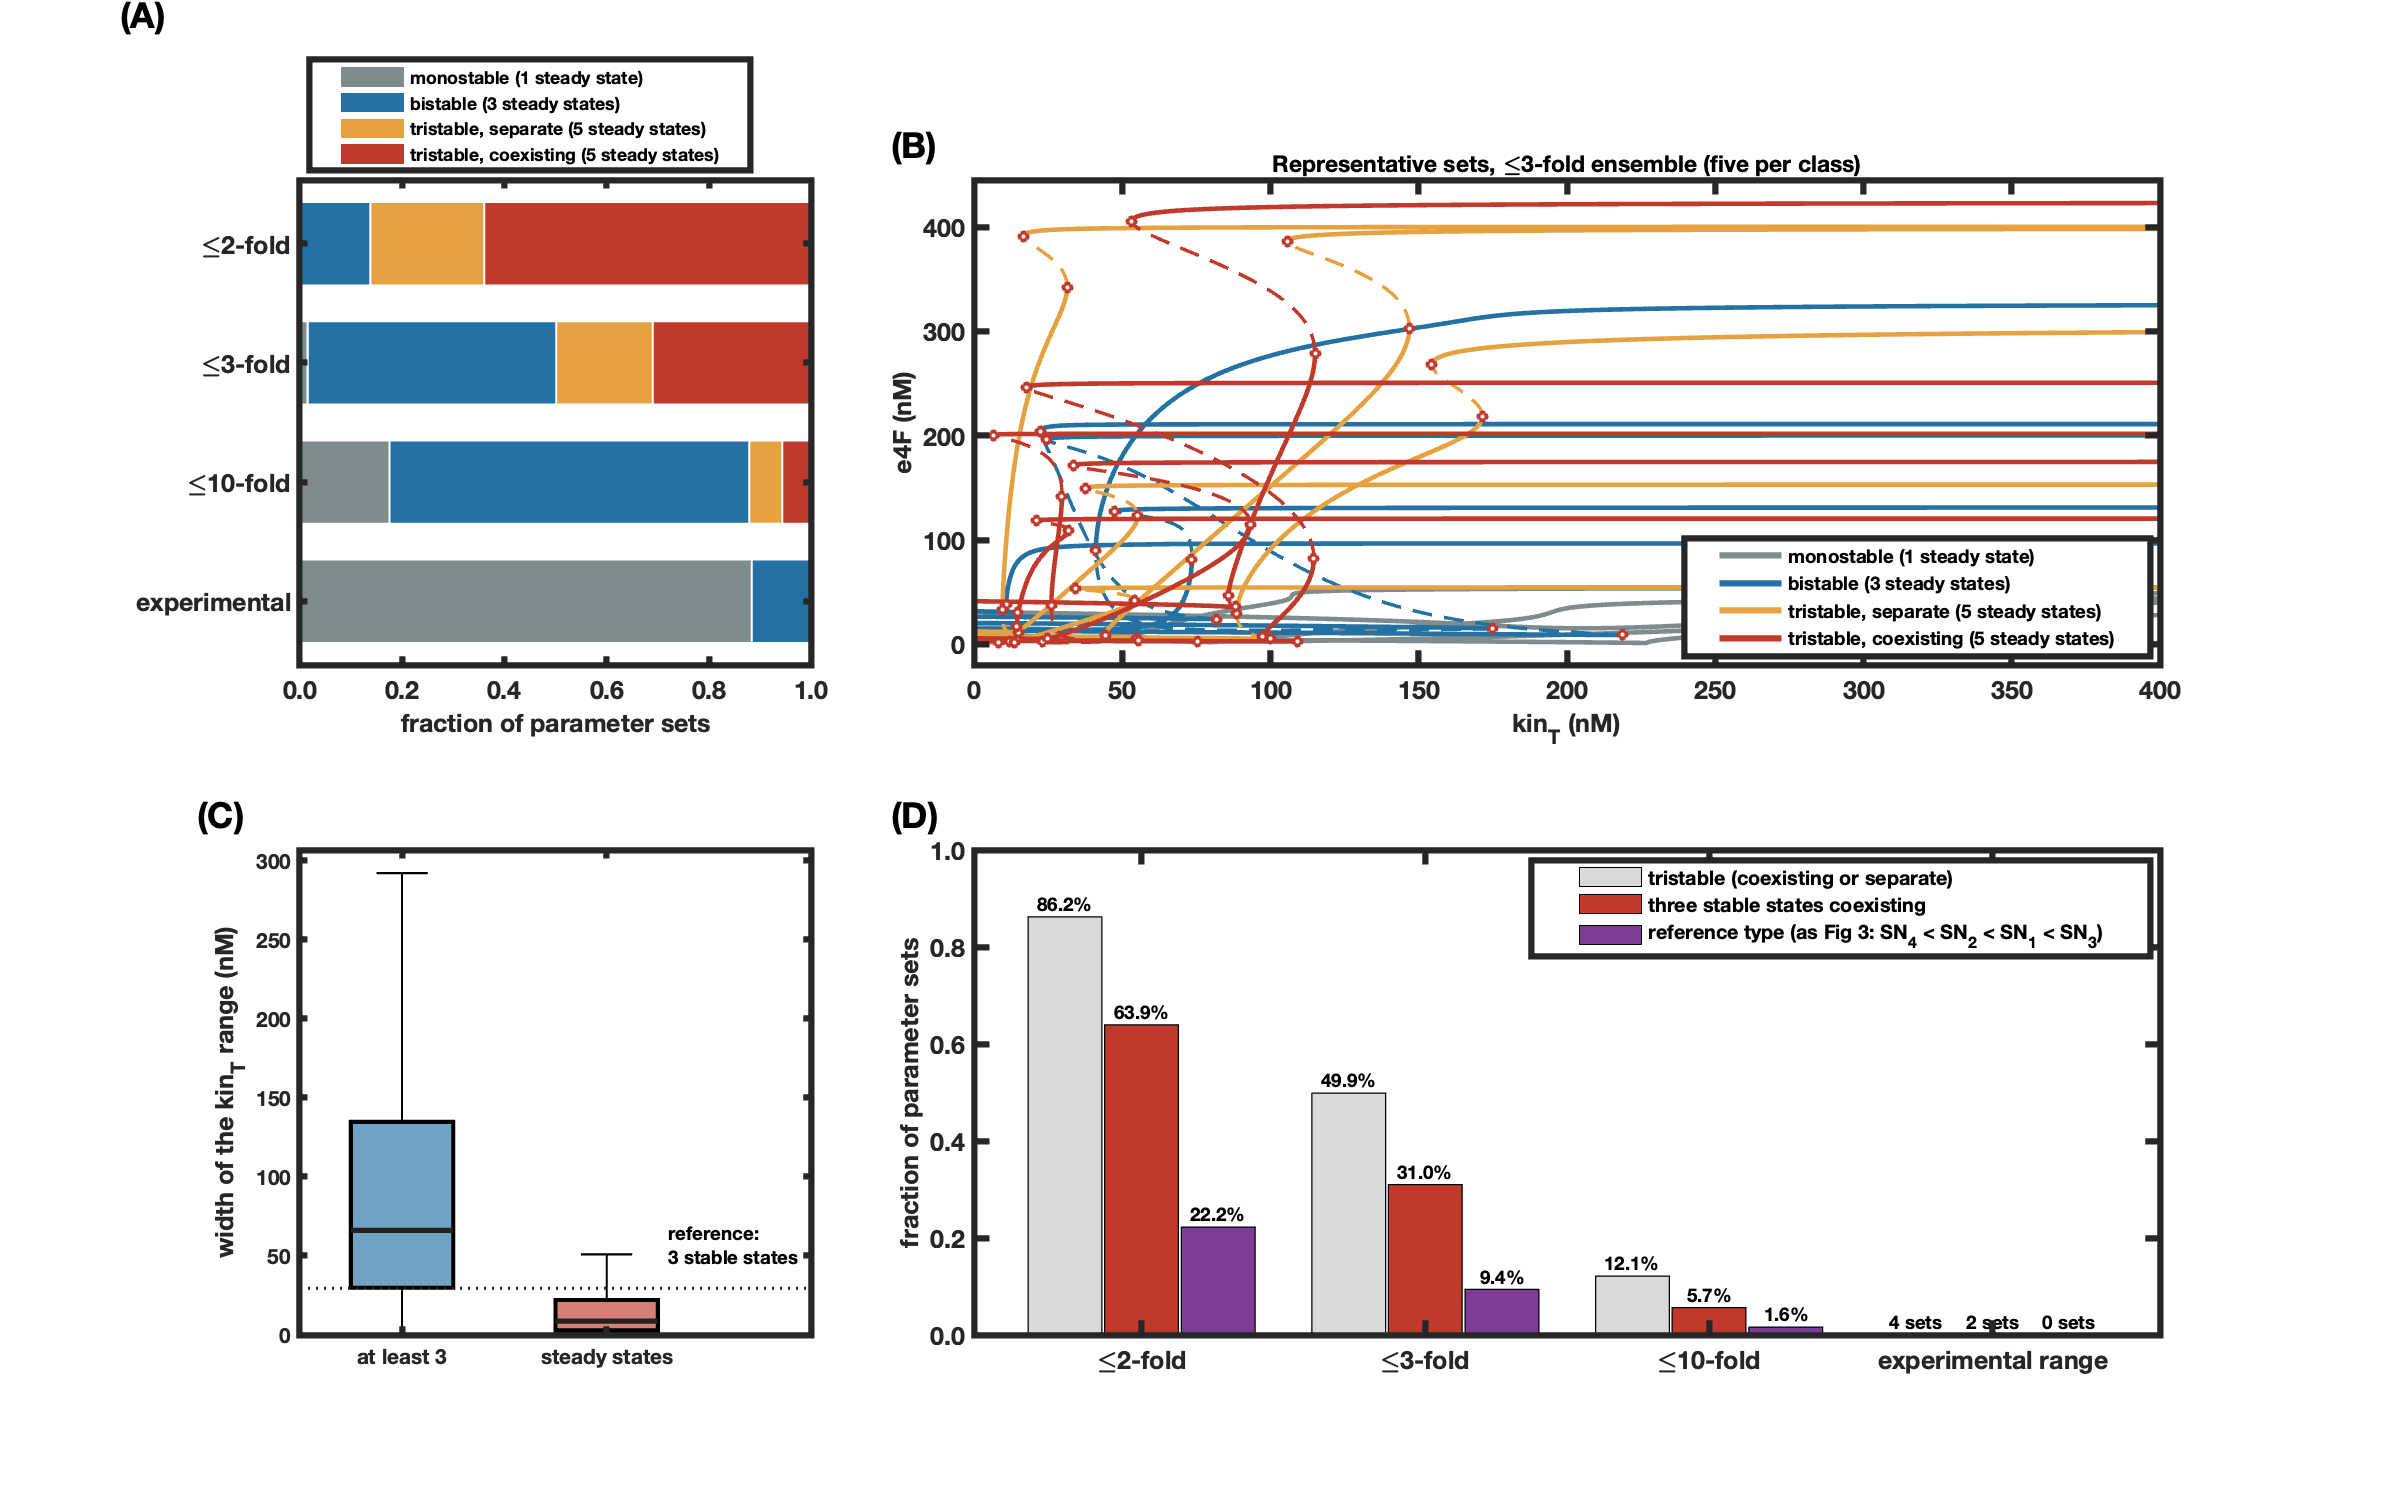 (A)
monostable (1 steady state)
bistable (3 steady states)
tristable, separate (5 steady states)
tristable, coexisting (5 steady states)
≤2-fold
≤3-fold
≤10-fold
experimental
0.0 0.2 0.4 0.6 0.8 1.0
fraction of parameter sets
(B)
Representative sets, ≤3-fold ensemble (five per class)
e4F (nM)
400
300
200
100
0
monostable (1 steady state)
bistable (3 steady states)
tristable, separate (5 steady states)
tristable, coexisting (5 steady states)
0 50 100 150 200 250 300 350 400
kin_T (nM)
(C)
width of the kin_T range (nM)
300
250
200
150
100
50
0
reference:
3 stable states
at least 3 steady states
(D)
fraction of parameter sets
1.0
0.8
0.6
0.4
0.2
0.0
tristable (coexisting or separate)
three stable states coexisting
reference type (as Fig 3: SN_4 < SN_2 < SN_1 < SN_3)
86.2%
63.9%
22.2%
49.9%
31.0%
9.4%
12.1%
5.7%
1.6%
4 sets 2 sets 0 sets
≤2-fold ≤3-fold ≤10-fold experimental range